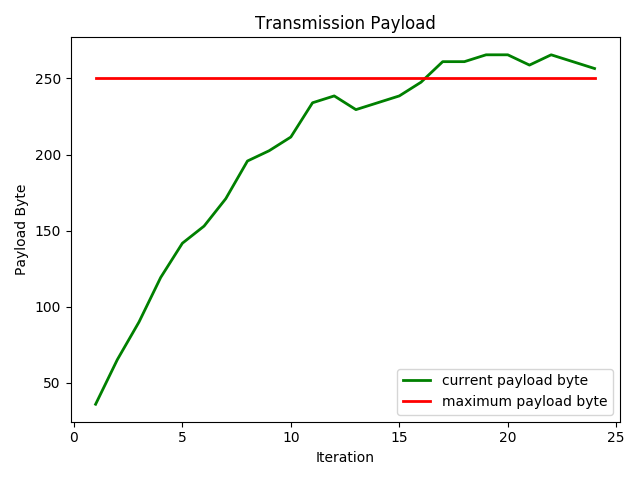 Transmission Payload
Payload Byte
250
200
150
100
50
0
5
10
15
20
25
Iteration
current payload byte
maximum payload byte